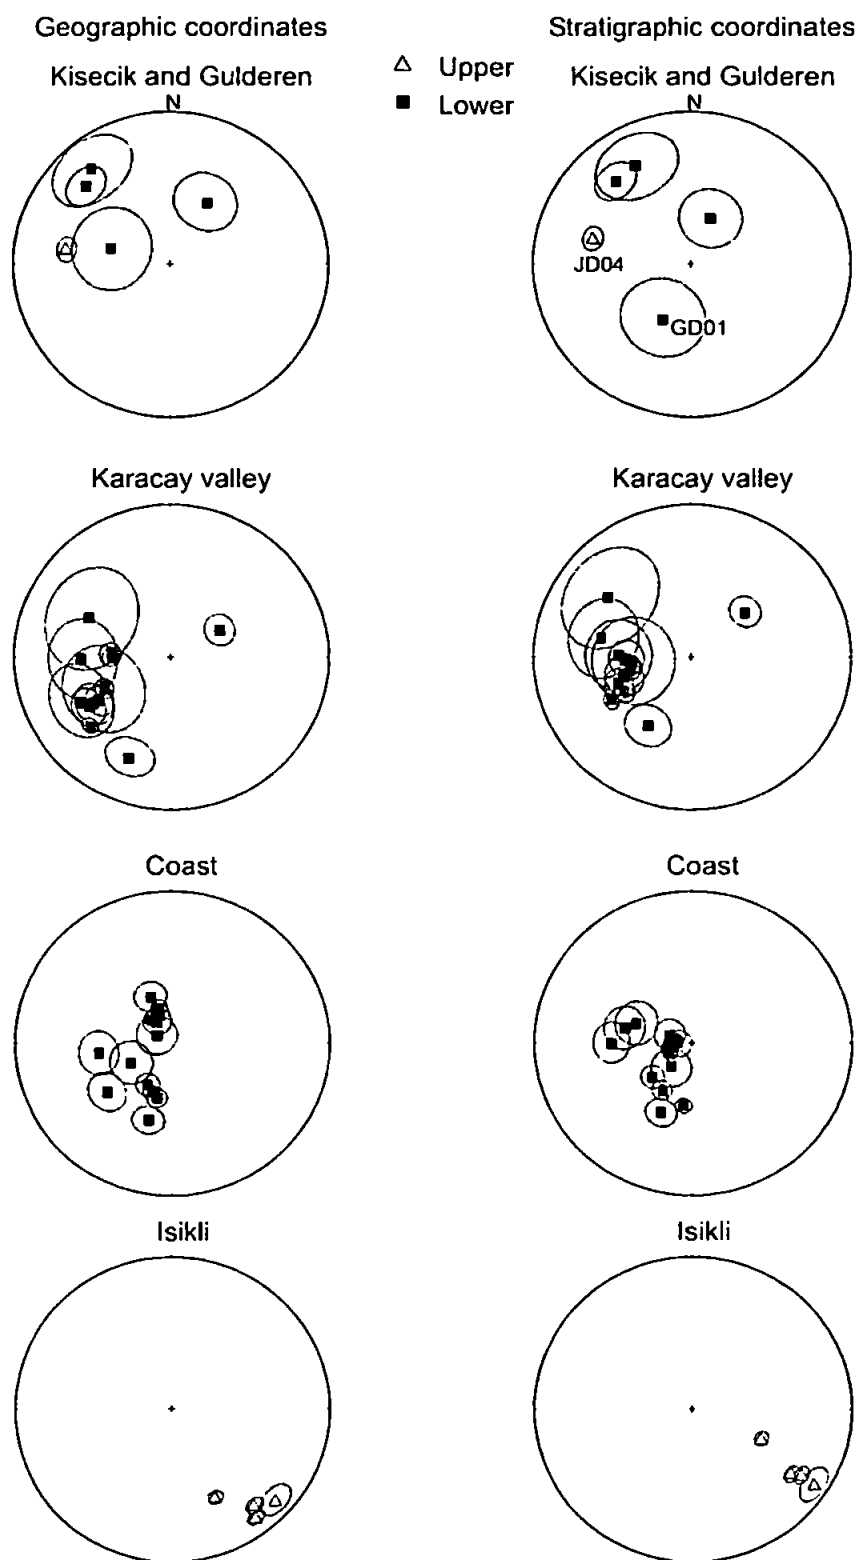 Geographic coordinates
Stratigraphic coordinates
Upper
Lower
Kisecik and Gulderen
Kisecik and Gulderen
N
N
JD04
GD01
Karacay valley
Karacay valley
Coast
Coast
Isikli
Isikli